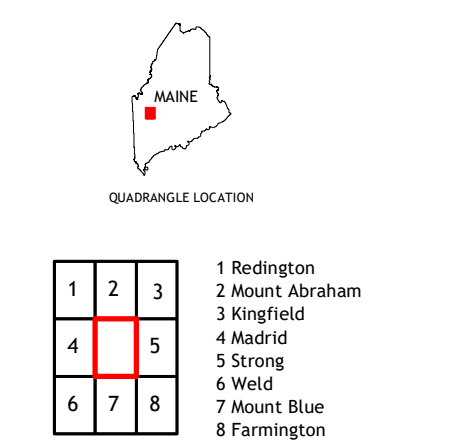 MAINE
QUADRANGLE LOCATION
1 2 3
4 5
6 7 8
1 Redington
2 Mount Abraham
3 Kingfield
4 Madrid
5 Strong
6 Weld
7 Mount Blue
8 Farmington